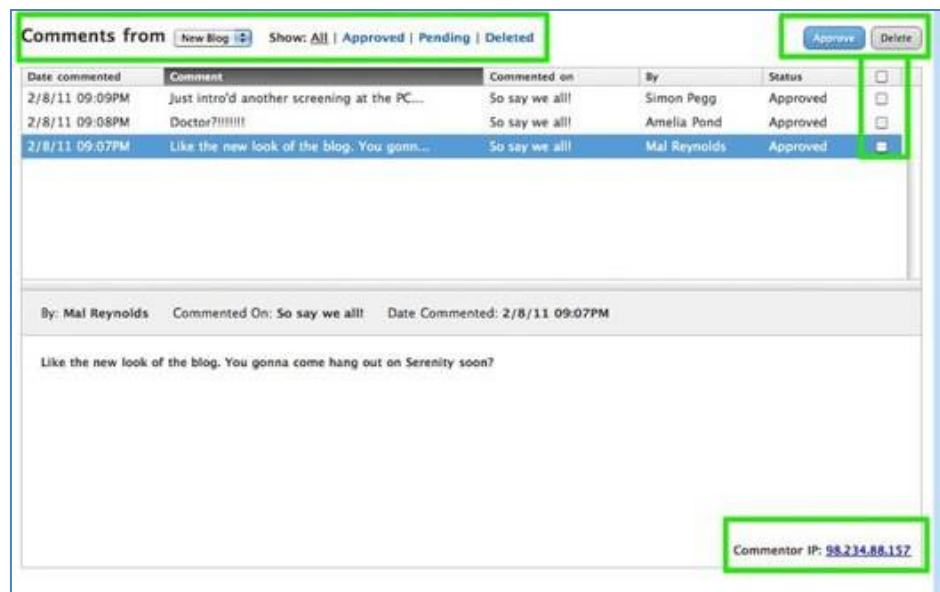 Comments from New Blog Show: All | Approved | Pending | Deleted Approve Delete
Date commented Comment Commented on By Status
2/8/11 09:09PM Just intro'd another screening at the PC... So say we all! Simon Pegg Approved
2/8/11 09:08PM Doctor?!!!!!!! So say we all! Amelia Pond Approved
2/8/11 09:07PM Like the new look of the blog. You gonn... So say we all! Mal Reynolds Approved
By: Mal Reynolds Commented On: So say we all! Date Commented: 2/8/11 09:07PM
Like the new look of the blog. You gonna come hang out on Serenity soon?
Commentor IP: 98.234.88.157